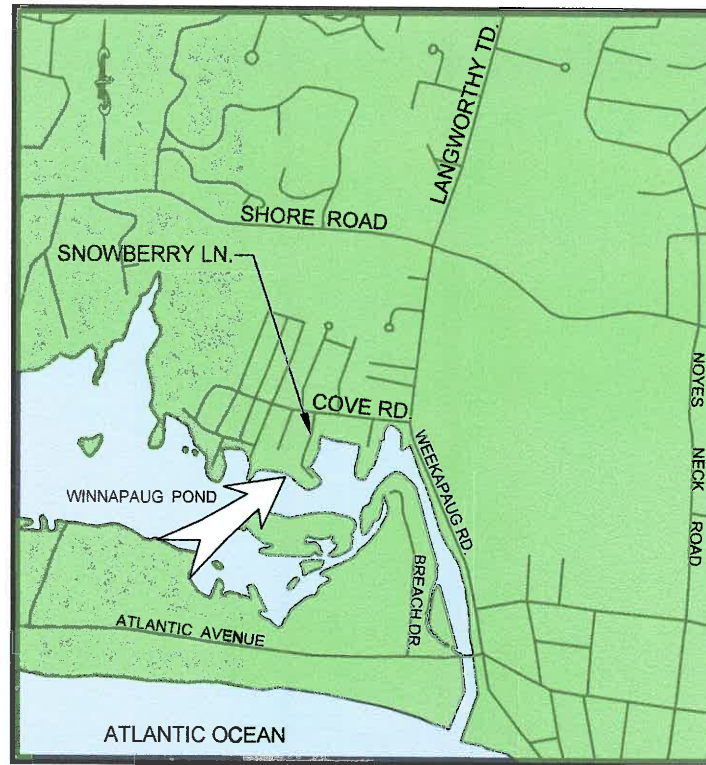 LANGWORTHY TD.
SHORE ROAD
SNOWBERRY LN.
COVE RD.
NOYES NECK ROAD
WEEKAPAUG RD.
WINNAPAUG POND
BREACH DR.
ATLANTIC AVENUE
ATLANTIC OCEAN